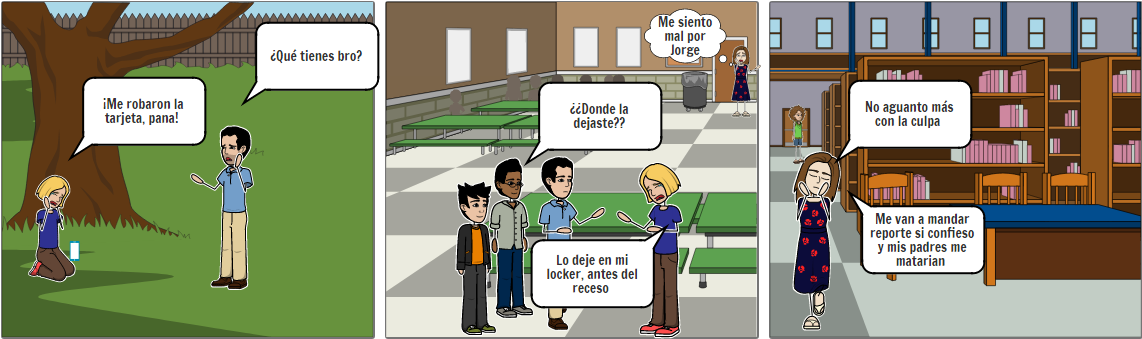 ¿Qué tienes bro?
¡Me robaron la
tarjeta, pana!
Me siento
mal por
Jorge
¿¿Donde la
dejaste??
Lo deje en mi
locker, antes del
receso
No aguanto más
con la culpa
Me van a mandar
reporte si confieso
y mis padres me
matarian